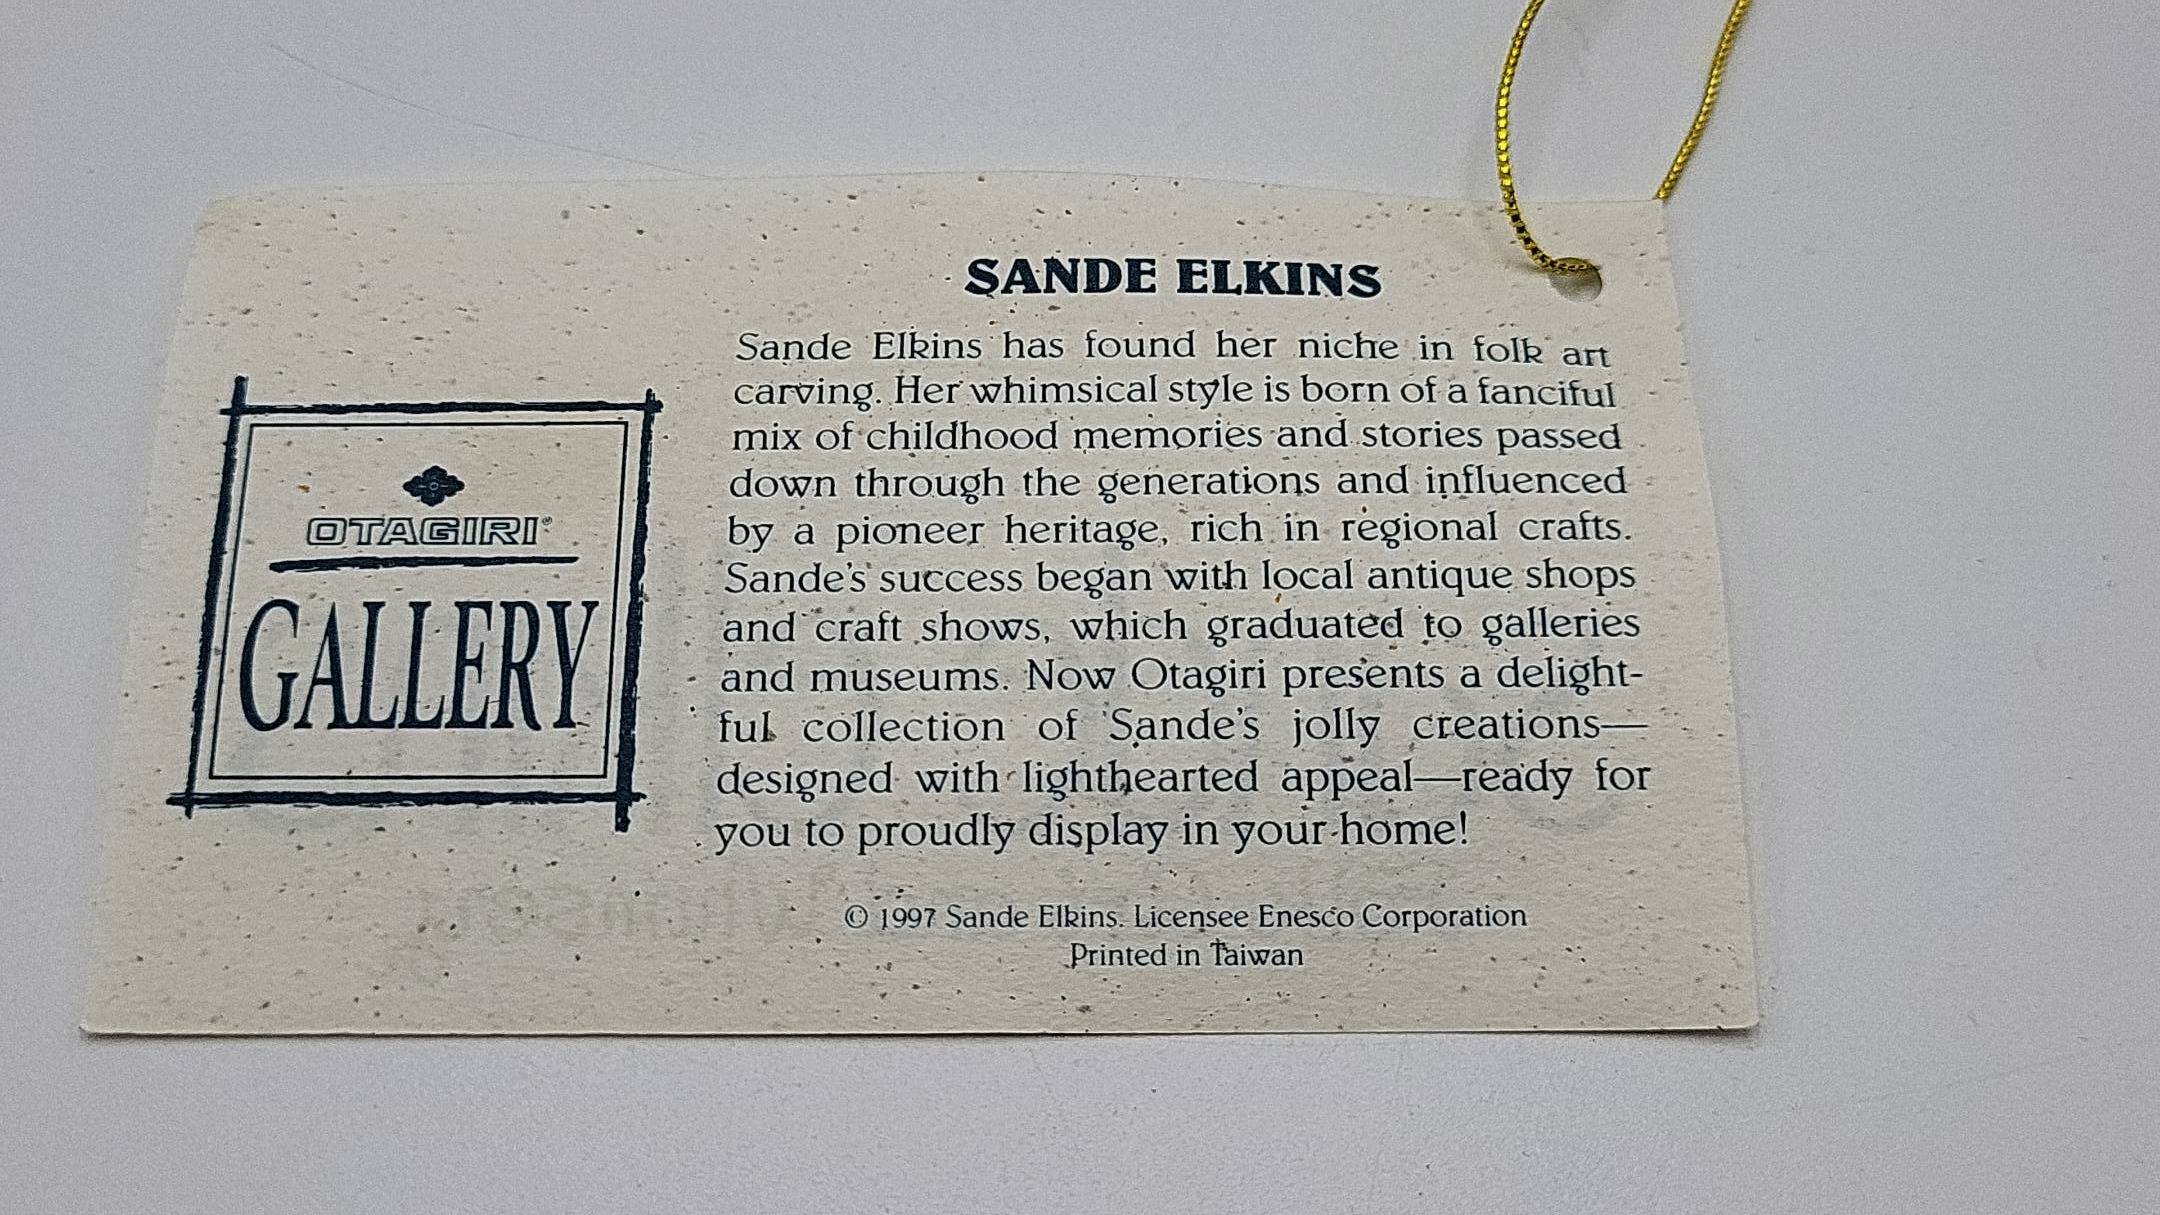 SANDE ELKINS
Sande Elkins has found her niche in folk art
carving. Her whimsical style is born of a fanciful
mix of childhood memories and stories passed
down through the generations and influenced
by a pioneer heritage, rich in regional crafts.
Sande's success began with local antique shops
and craft shows, which graduated to galleries
and museums. Now Otagiri presents a delight-
ful collection of Sande's jolly creations—
designed with lighthearted appeal—ready for
you to proudly display in your home!
© 1997 Sande Elkins. Licensee Enesco Corporation
Printed in Taiwan
OTAGIRI®
GALLERY